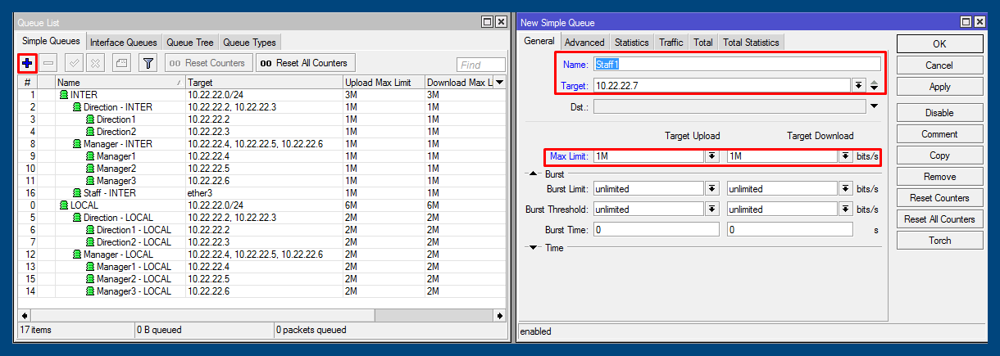 Queue List
Simple Queues Interface Queues Queue Tree Queue Types
00 Reset Counters 00 Reset All Counters Find
# Name Target Upload Max Limit Download Max L
1 INTER 10.22.22.0/24 3M 3M
2 Direction - INTER 10.22.22.2, 10.22.22.3 1M 1M
3 Direction1 10.22.22.2 1M 1M
4 Direction2 10.22.22.3 1M 1M
8 Manager - INTER 10.22.22.4, 10.22.22.5, 10.22.22.6 1M 1M
9 Manager1 10.22.22.4 1M 1M
10 Manager2 10.22.22.5 1M 1M
11 Manager3 10.22.22.6 1M 1M
16 Staff - INTER ether3 1M 1M
0 LOCAL 10.22.22.0/24 6M 6M
5 Direction - LOCAL 10.22.22.2, 10.22.22.3 2M 2M
6 Direction1 - LOCAL 10.22.22.2 2M 2M
7 Direction2 - LOCAL 10.22.22.3 2M 2M
12 Manager - LOCAL 10.22.22.4, 10.22.22.5, 10.22.22.6 2M 2M
13 Manager1 - LOCAL 10.22.22.4 2M 2M
15 Manager2 - LOCAL 10.22.22.5 2M 2M
14 Manager3 - LOCAL 10.22.22.6 2M 2M
17 items 0 B queued 0 packets queued
New Simple Queue
General Advanced Statistics Traffic Total Total Statistics
Name: Staff1
Target: 10.22.22.7
Dst.:
Target Upload Target Download
Max Limit: 1M 1M bits/s
Burst
Burst Limit: unlimited unlimited bits/s
Burst Threshold: unlimited unlimited bits/s
Burst Time: 0 0 s
Time
OK
Cancel
Apply
Disable
Comment
Copy
Remove
Reset Counters
Reset All Counters
Torch
enabled